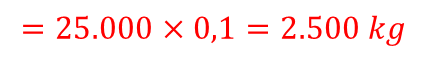 = 25.000 × 0,1 = 2.500 kg